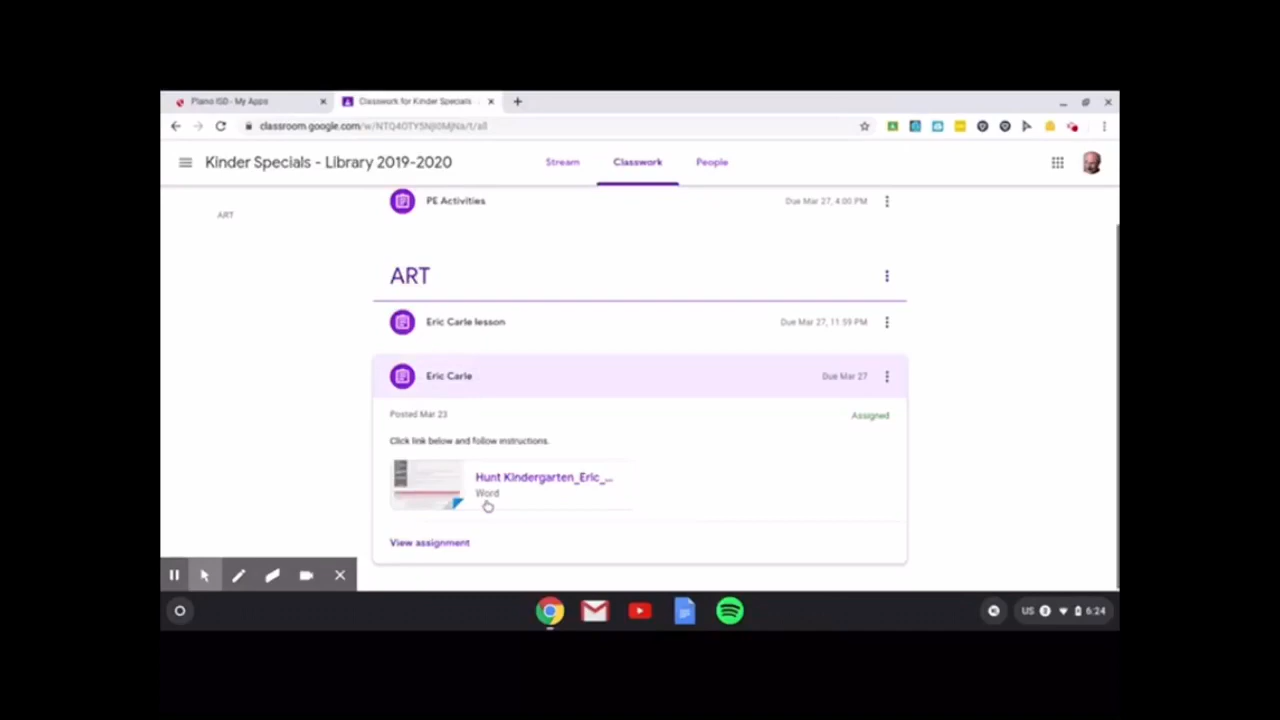 Plano ISD - My Apps
Classwork for Kinder Specials
classroom.google.com/w/
Kinder Specials - Library 2019-2020
Stream
Classwork
People
PE Activities
Due Mar 27, 4:00 PM
ART
ART
Eric Carle lesson
Due Mar 27, 11:59 PM
Eric Carle
Due Mar 27
Posted Mar 23
Assigned
Click link below and follow instructions.
Hunt Kindergarten_Eric_...
Word
View assignment
US
3
6:24